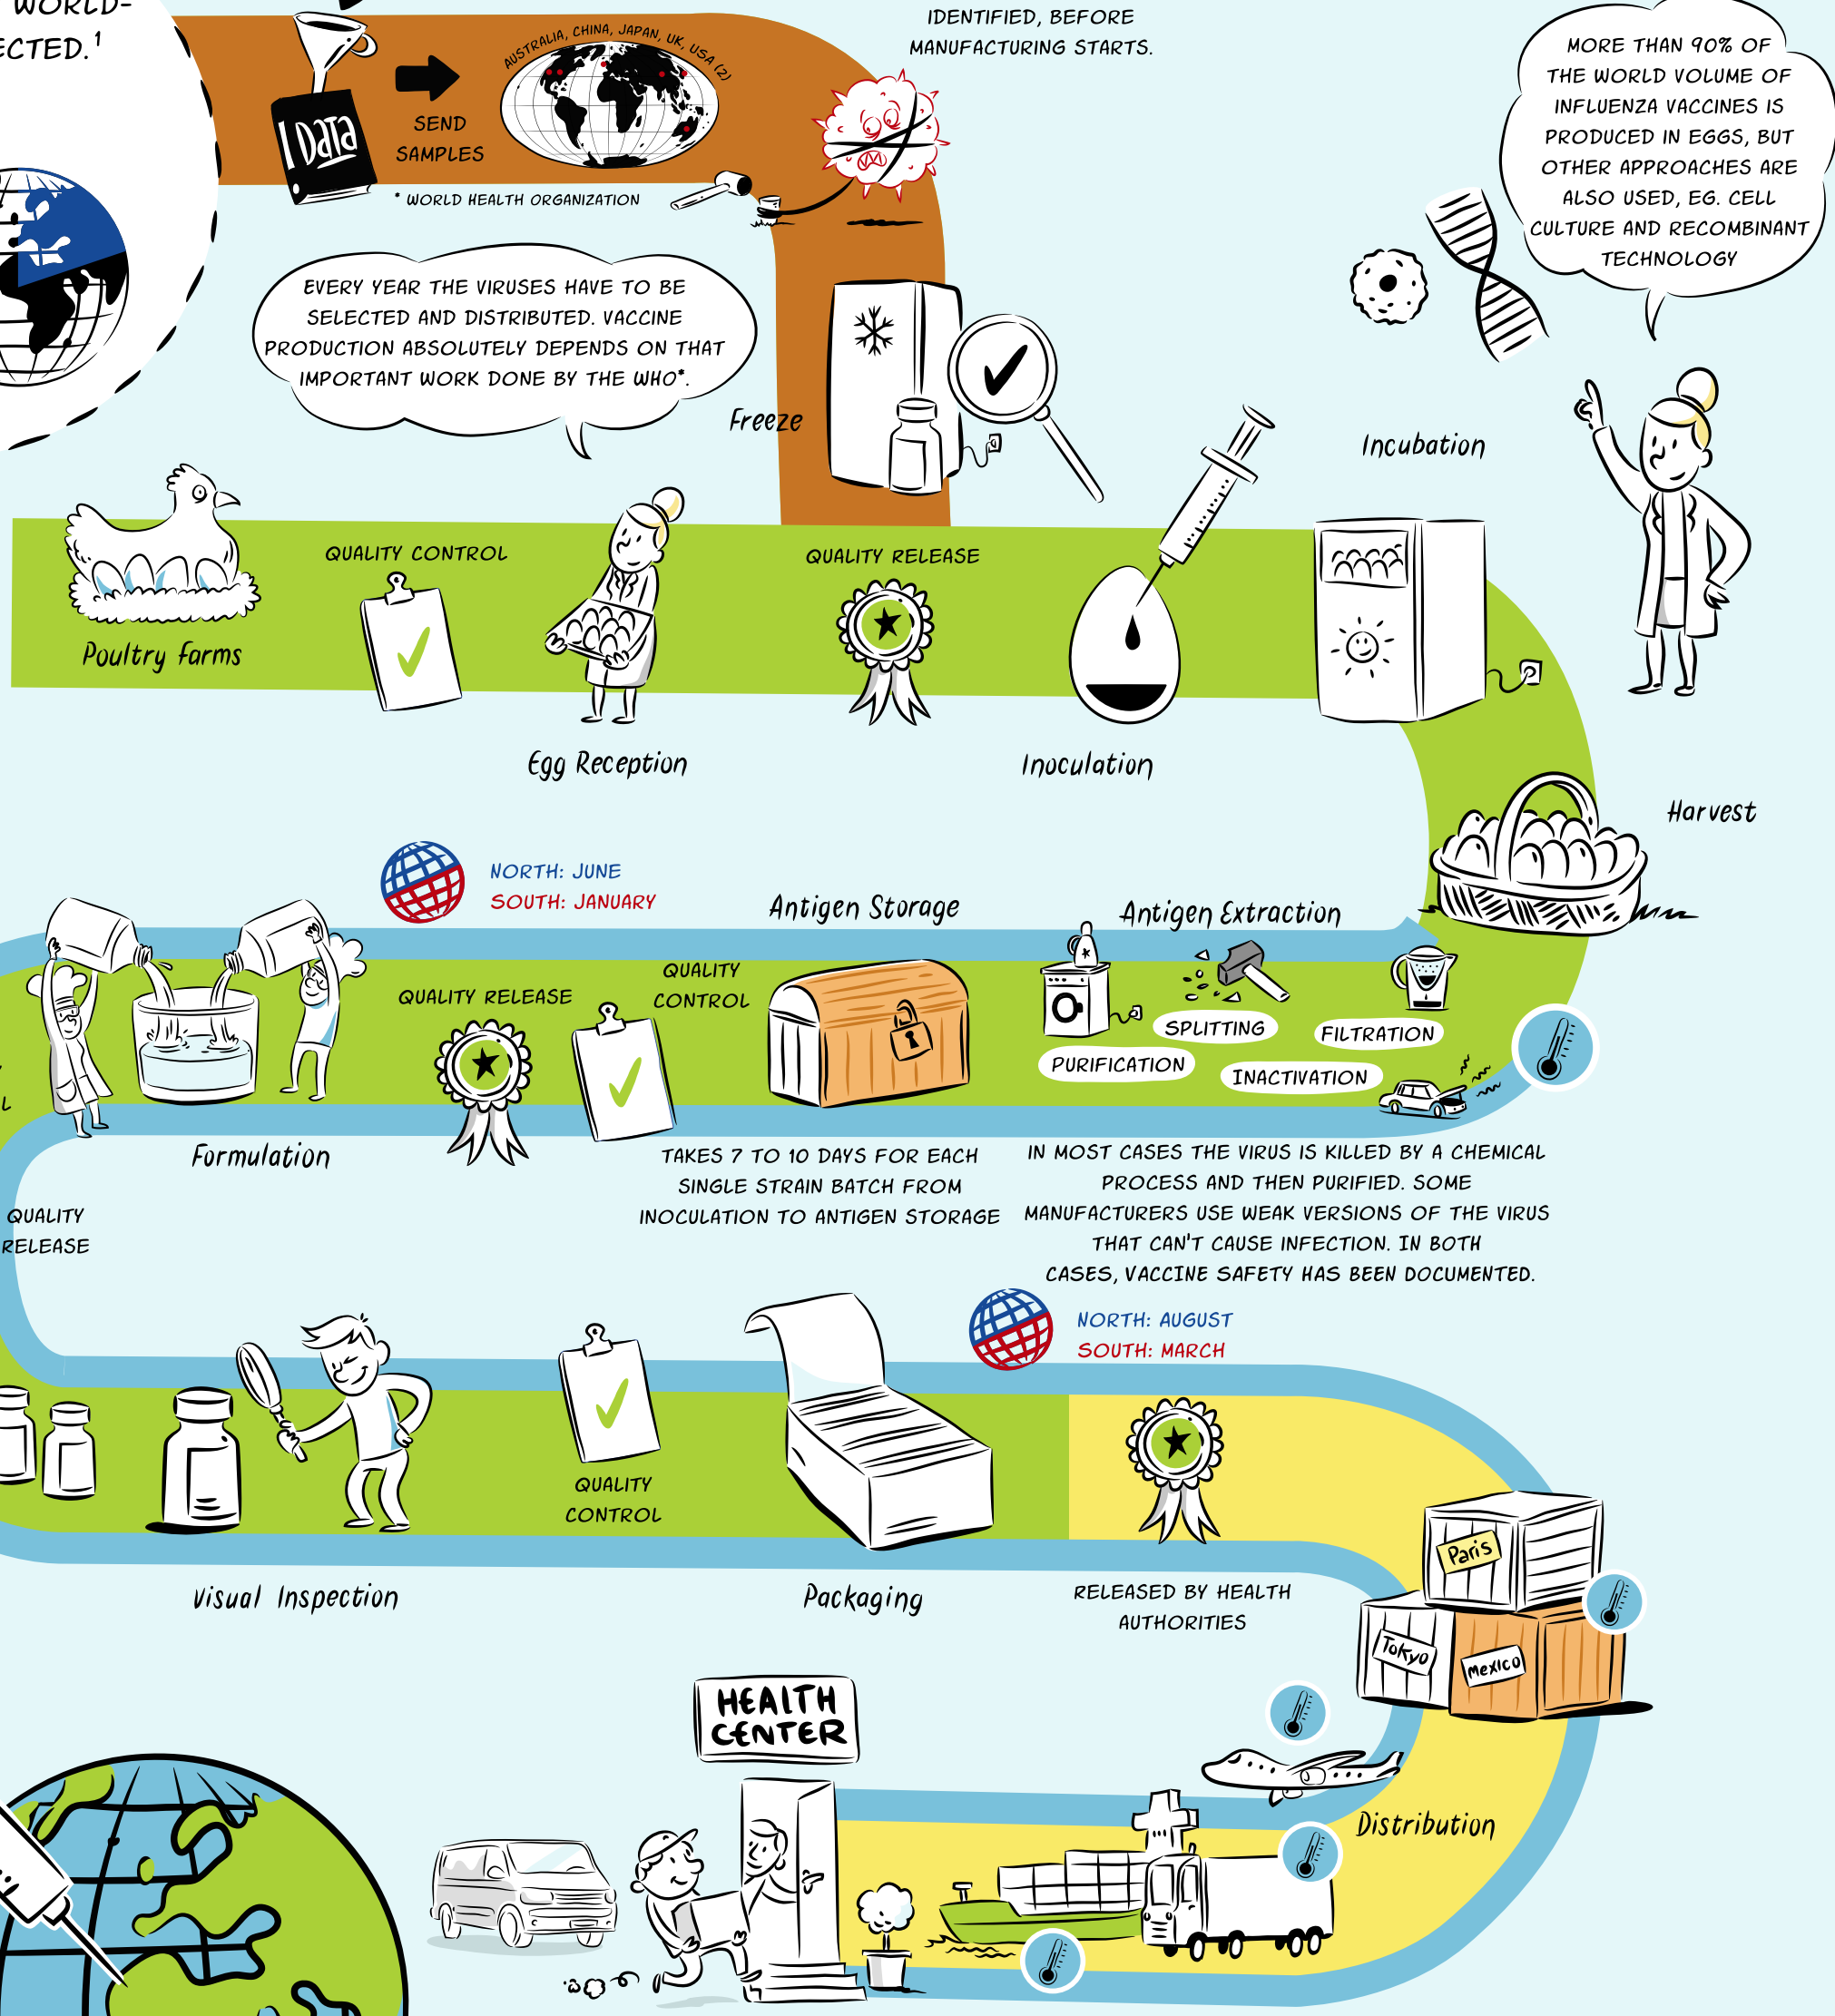 WORLD-
ECTED.¹
IDENTIFIED, BEFORE
MANUFACTURING STARTS.
DATA
SEND
SAMPLES
AUSTRALIA, CHINA, JAPAN, UK, USA (2)
* WORLD HEALTH ORGANIZATION
MORE THAN 90% OF
THE WORLD VOLUME OF
INFLUENZA VACCINES IS
PRODUCED IN EGGS, BUT
OTHER APPROACHES ARE
ALSO USED, EG. CELL
CULTURE AND RECOMBINANT
TECHNOLOGY
EVERY YEAR THE VIRUSES HAVE TO BE
SELECTED AND DISTRIBUTED. VACCINE
PRODUCTION ABSOLUTELY DEPENDS ON THAT
IMPORTANT WORK DONE BY THE WHO*.
Freeze
Incubation
Poultry farms
QUALITY CONTROL
Egg Reception
QUALITY RELEASE
Inoculation
Harvest
NORTH: JUNE
SOUTH: JANUARY
Antigen Storage
Antigen Extraction
QUALITY RELEASE
QUALITY
CONTROL
SPLITTING
FILTRATION
PURIFICATION
INACTIVATION
L
Formulation
TAKES 7 TO 10 DAYS FOR EACH
SINGLE STRAIN BATCH FROM
INOCULATION TO ANTIGEN STORAGE
IN MOST CASES THE VIRUS IS KILLED BY A CHEMICAL
PROCESS AND THEN PURIFIED. SOME
MANUFACTURERS USE WEAK VERSIONS OF THE VIRUS
THAT CAN'T CAUSE INFECTION. IN BOTH
CASES, VACCINE SAFETY HAS BEEN DOCUMENTED.
QUALITY
RELEASE
NORTH: AUGUST
SOUTH: MARCH
QUALITY
CONTROL
Visual Inspection
Packaging
RELEASED BY HEALTH
AUTHORITIES
Paris
Tokyo
Mexico
HEALTH
CENTER
Distribution